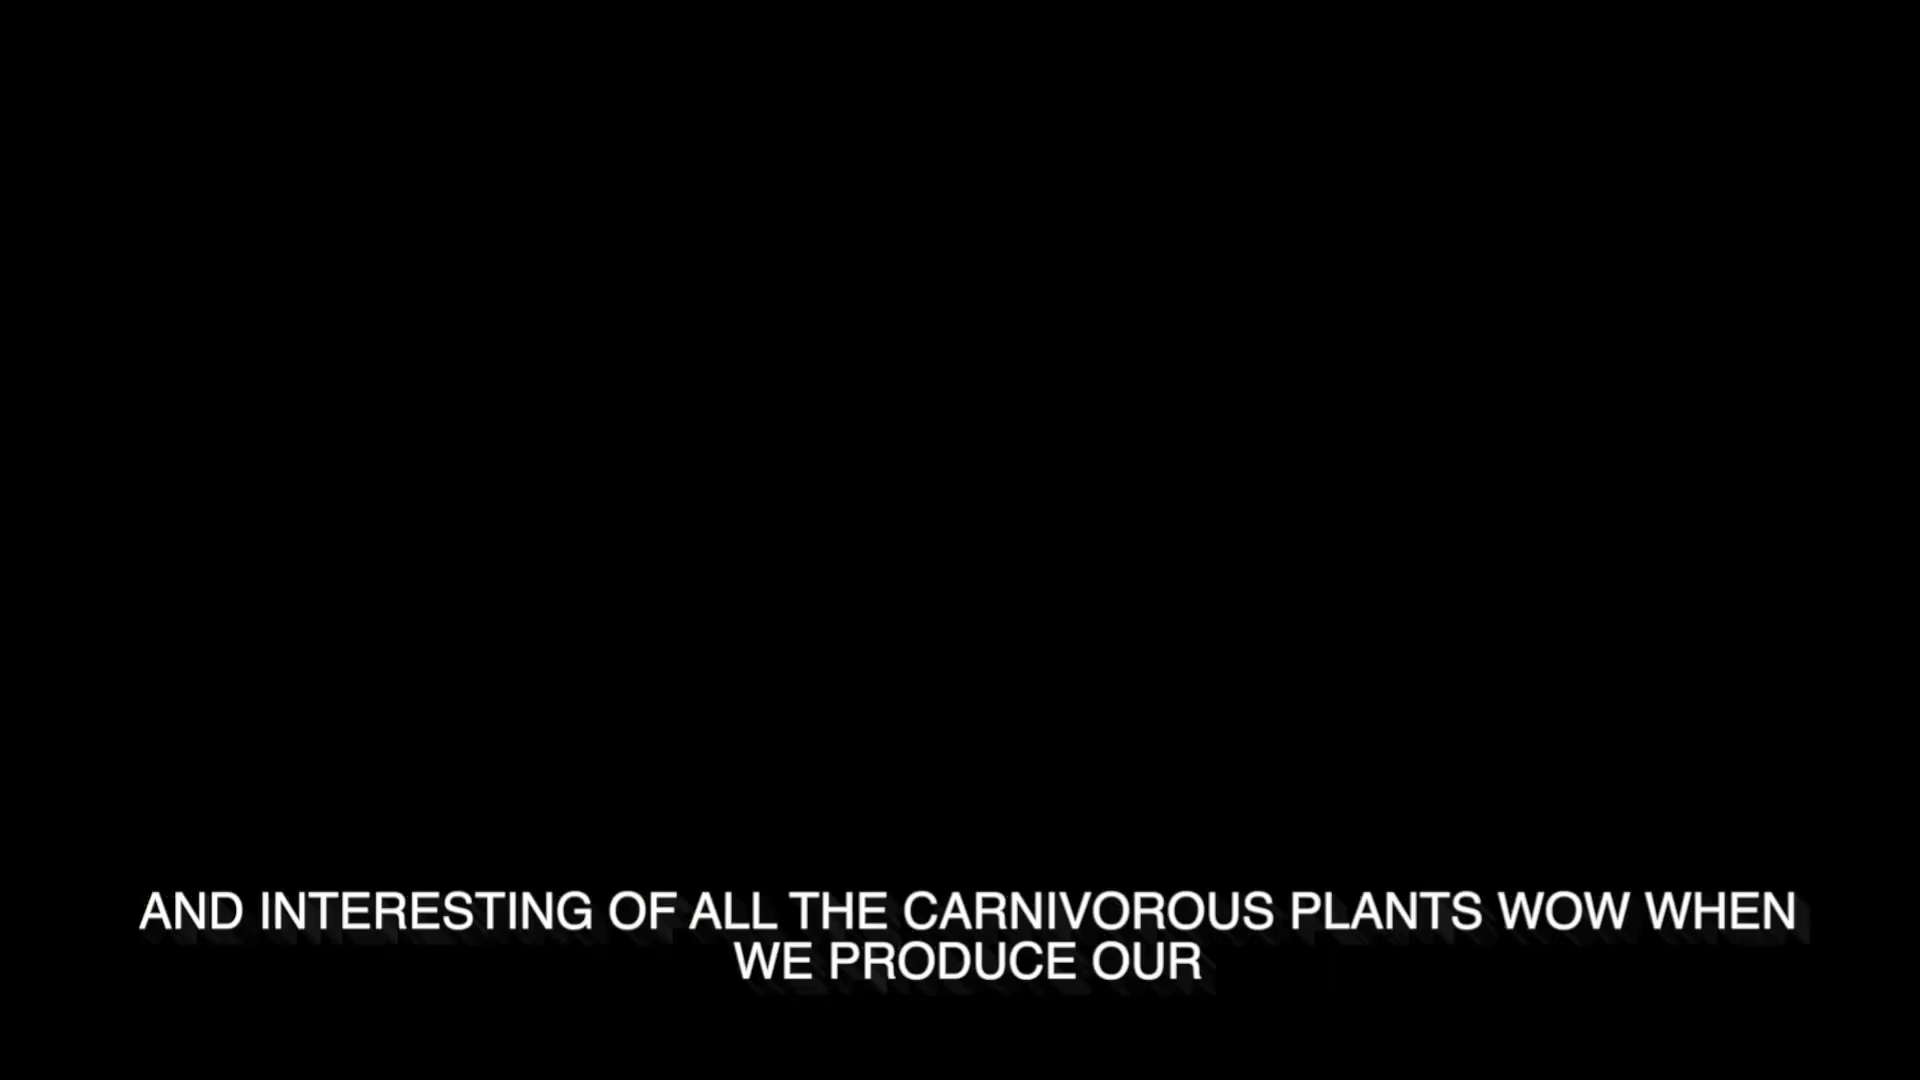 AND INTERESTING OF ALL THE CARNIVOROUS PLANTS WOW WHEN
WE PRODUCE OUR